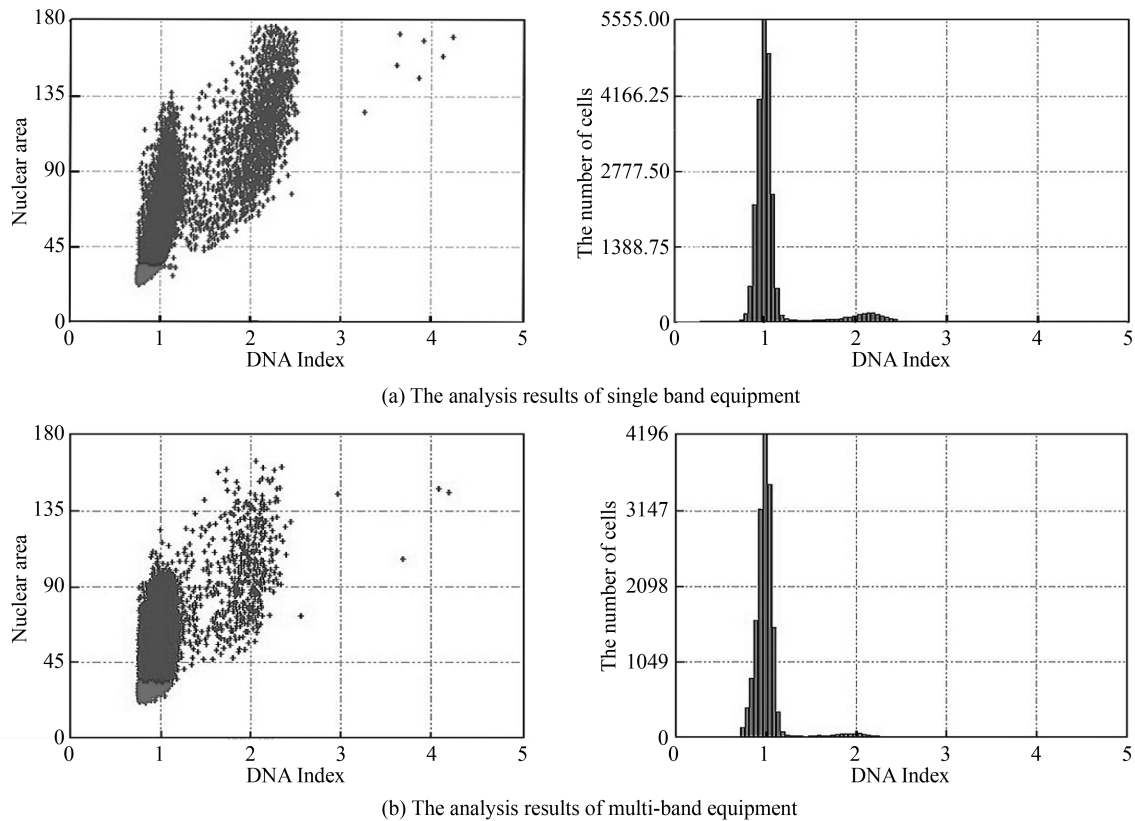 180
135
90
45
0
Nuclear area
0 1 2 3 4 5
DNA Index
5555.00
4166.25
2777.50
1388.75
0
The number of cells
0 1 2 3 4 5
DNA Index
(a) The analysis results of single band equipment
180
135
90
45
0
Nuclear area
0 1 2 3 4 5
DNA Index
4196
3147
2098
1049
0
The number of cells
0 1 2 3 4 5
DNA Index
(b) The analysis results of multi-band equipment